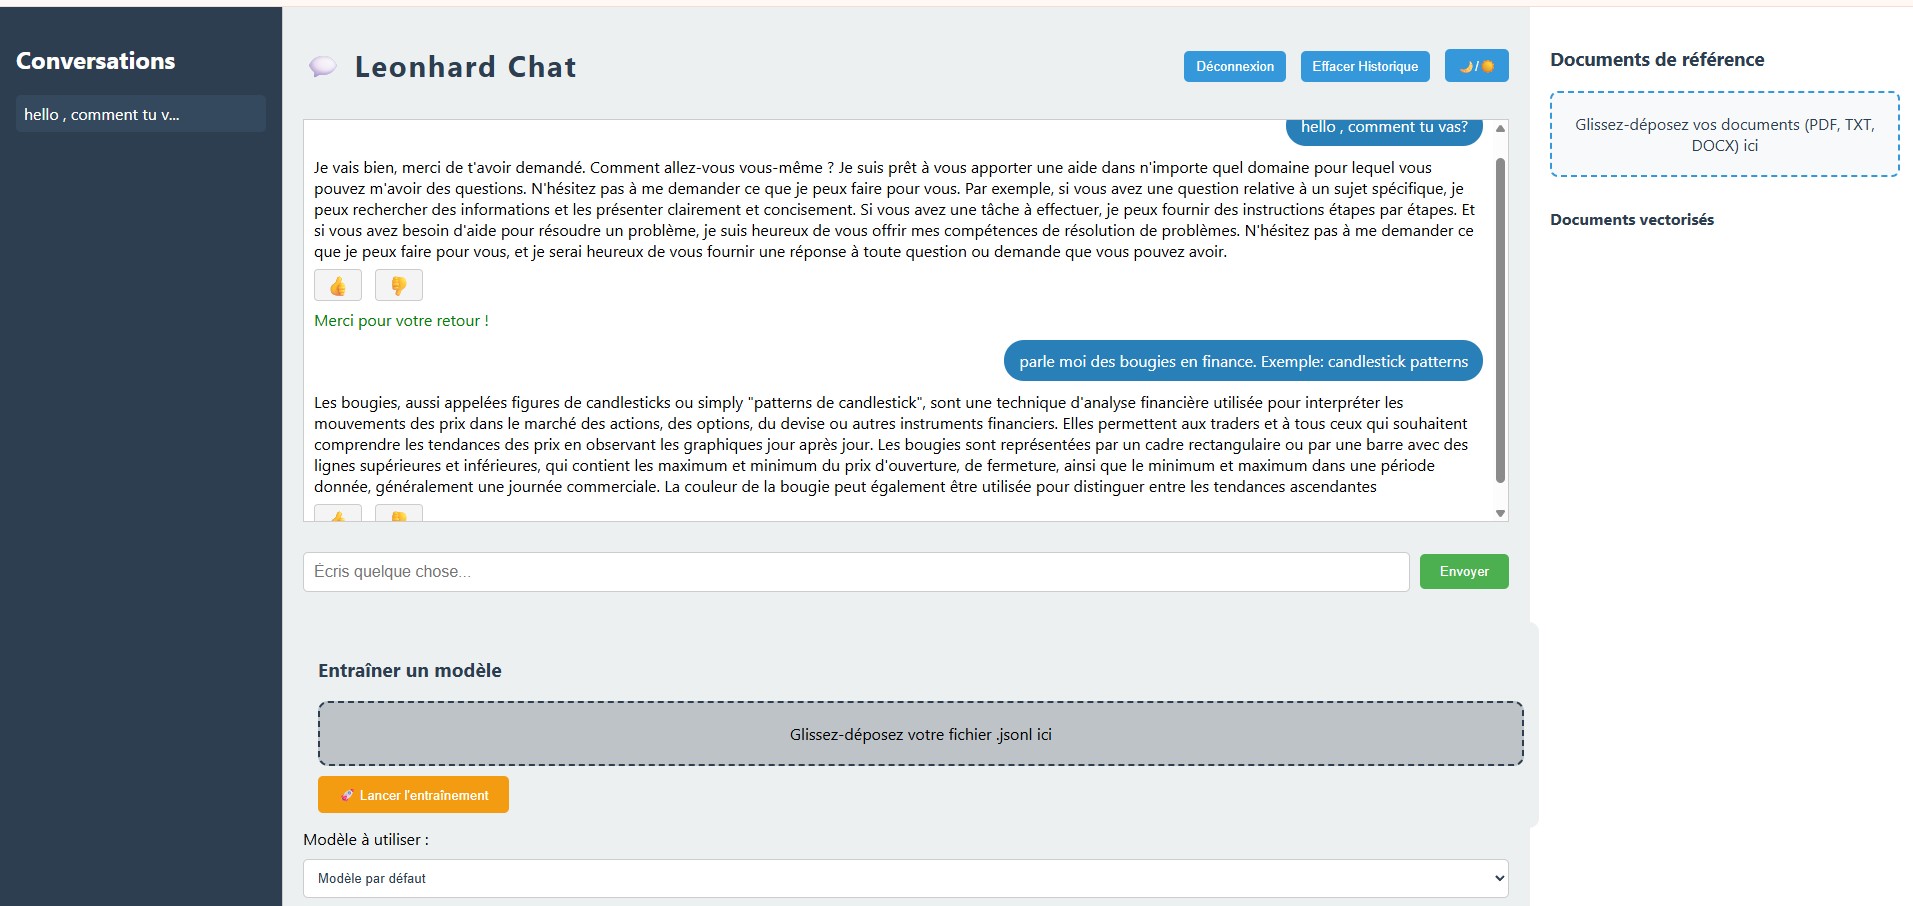 Conversations
hello , comment tu v...
Leonhard Chat
Déconnexion
Effacer Historique
/
hello , comment tu vas?
Je vais bien, merci de t'avoir demandé. Comment allez-vous vous-même ? Je suis prêt à vous apporter une aide dans n'importe quel domaine pour lequel vous
pouvez m'avoir des questions. N'hésitez pas à me demander ce que je peux faire pour vous. Par exemple, si vous avez une question relative à un sujet spécifique, je
peux rechercher des informations et les présenter clairement et concisement. Si vous avez une tâche à effectuer, je peux fournir des instructions étapes par étapes. Et
si vous avez besoin d'aide pour résoudre un problème, je suis heureux de vous offrir mes compétences de résolution de problèmes. N'hésitez pas à me demander ce
que je peux faire pour vous, et je serai heureux de vous fournir une réponse à toute question ou demande que vous pouvez avoir.
Merci pour votre retour !
parle moi des bougies en finance. Exemple: candlestick patterns
Les bougies, aussi appelées figures de candlesticks ou simply "patterns de candlestick", sont une technique d'analyse financière utilisée pour interpréter les
mouvements des prix dans le marché des actions, des options, du devise ou autres instruments financiers. Elles permettent aux traders et à tous ceux qui souhaitent
comprendre les tendances des prix en observant les graphiques jour après jour. Les bougies sont représentées par un cadre rectangulaire ou par une barre avec des
lignes supérieures et inférieures, qui contient les maximum et minimum du prix d'ouverture, de fermeture, ainsi que le minimum et maximum dans une période
donnée, généralement une journée commerciale. La couleur de la bougie peut également être utilisée pour distinguer entre les tendances ascendantes
Écris quelque chose...
Envoyer
Entraîner un modèle
Glissez-déposez votre fichier .jsonl ici
Lancer l'entraînement
Modèle à utiliser :
Modèle par défaut
Documents de référence
Glissez-déposez vos documents (PDF, TXT,
DOCX) ici
Documents vectorisés